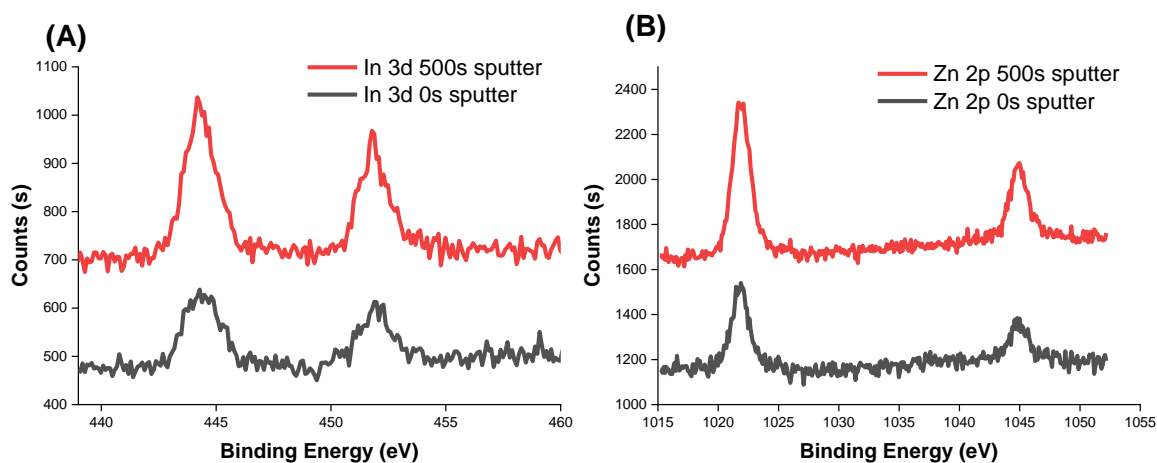 (A)
In 3d 500s sputter
In 3d 0s sputter
1100
1000
900
800
700
600
500
400
440 445 450 455 460
Counts (s)
Binding Energy (eV)
(B)
Zn 2p 500s sputter
Zn 2p 0s sputter
2400
2200
2000
1800
1600
1400
1200
1000
1015 1020 1025 1030 1035 1040 1045 1050 1055
Counts (s)
Binding Energy (eV)